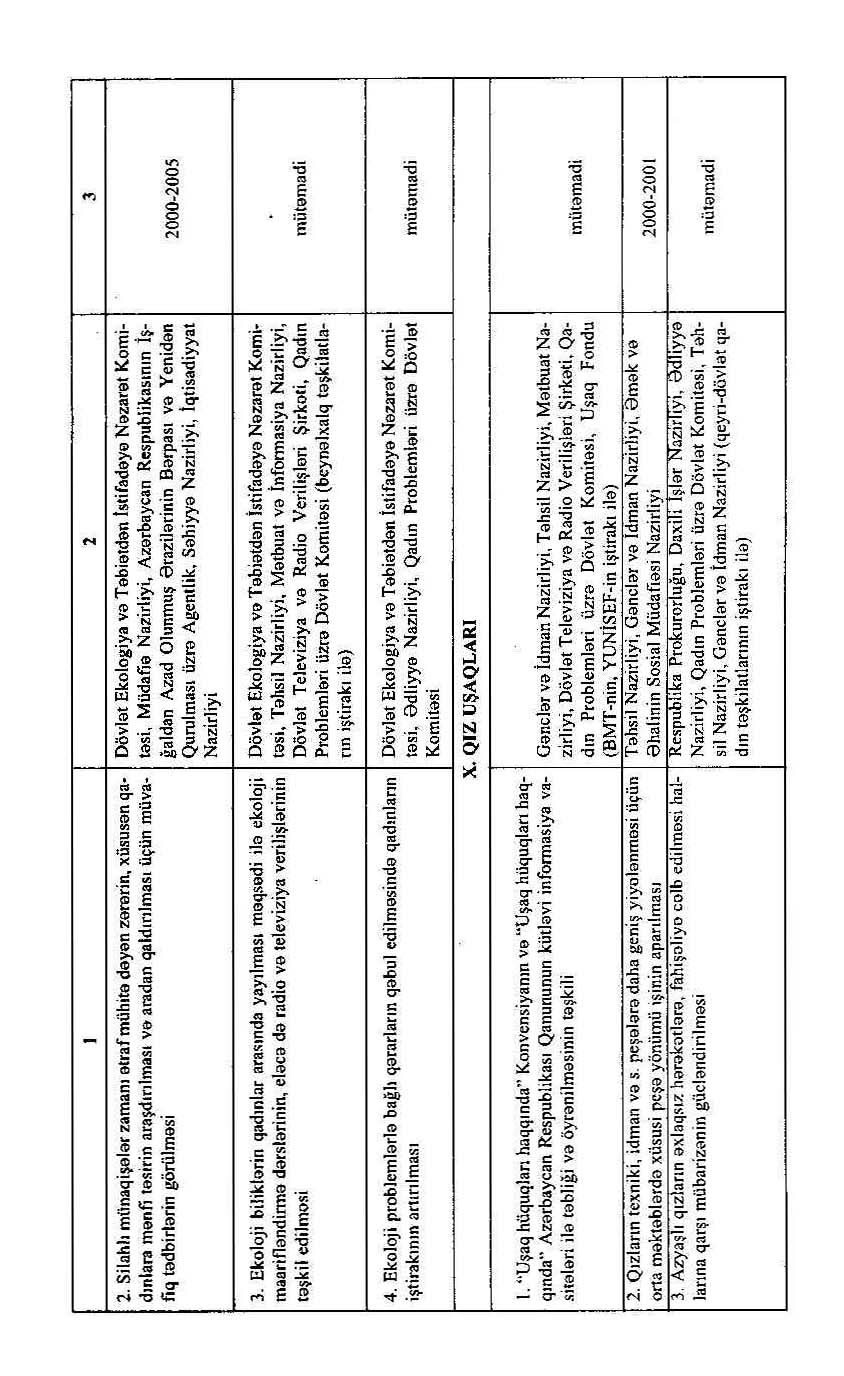 1
2
3
2. Silahlı münaqişələr zamanı ətraf mühitə dəyən zərərin, xüsusən qa-
dınlara mənfi təsirin araşdırılması və aradan qaldırılması üçün müva-
fiq tədbirlərin görülməsi
Dövlət Ekologiya və Təbiətdən İstifadəyə Nəzarət Komi-
təsi, Müdafiə Nazirliyi, Azərbaycan Respublikasının İş-
ğaldan Azad Olunmuş Ərazilərinin Bərpası və Yenidən
Qurulması üzrə Agentlik, Səhiyyə Nazirliyi, İqtisadiyyat
Nazirliyi
2000-2005
3. Ekoloji biliklərin qadınlar arasında yayılması məqsədi ilə ekoloji
maarifləndirmə dərslərinin, eləcə də radio və televiziya verilişlərinin
təşkil edilməsi
Dövlət Ekologiya və Təbiətdən İstifadəyə Nəzarət Komi-
təsi, Təhsil Nazirliyi, Mətbuat və İnformasiya Nazirliyi,
Dövlət Televiziya və Radio Verilişləri Şirkəti, Qadın
Problemləri üzrə Dövlət Komitəsi (beynəlxalq təşkilatla-
rın iştirakı ilə)
mütəmadi
4. Ekoloji problemlərlə bağlı qərarların qəbul edilməsində qadınların
iştirakının artırılması
Dövlət Ekologiya və Təbiətdən İstifadəyə Nəzarət Komi-
təsi, Ədliyyə Nazirliyi, Qadın Problemləri üzrə Dövlət
Komitəsi
mütəmadi
X. QIZ UŞAQLARI
1. “Uşaq hüquqları haqqında” Konvensiyanın və “Uşaq hüquqları haq-
qında” Azərbaycan Respublikası Qanununun kütləvi informasiya va-
sitələri ilə təbliği və öyrənilməsinin təşkili
Gənclər və İdman Nazirliyi, Təhsil Nazirliyi, Mətbuat Na-
zirliyi, Dövlət Televiziya və Radio Verilişləri Şirkəti, Qa-
dın Problemləri üzrə Dövlət Komitəsi, Uşaq Fondu
(BMT-nin, YUNİSEF-in iştirakı ilə)
mütəmadi
2. Qızların texniki, idman və s. peşələrə daha geniş yiyələnməsi üçün
orta məktəblərdə xüsusi peşə yönümü işinin aparılması
Təhsil Nazirliyi, Gənclər və İdman Nazirliyi, Əmək və
Əhalinin Sosial Müdafiəsi Nazirliyi
2000-2001
3. Azyaşlı qızların əxlaqsız hərəkətlərə, fahişəliyə cəlb edilməsi hal-
larına qarşı mübarizənin gücləndirilməsi
Respublika Prokurorluğu, Daxili İşlər Nazirliyi, Ədliyyə
Nazirliyi, Qadın Problemləri üzrə Dövlət Komitəsi, Təh-
sil Nazirliyi, Gənclər və İdman Nazirliyi (qeyri-dövlət qa-
dın təşkilatlarının iştirakı ilə)
mütəmadi